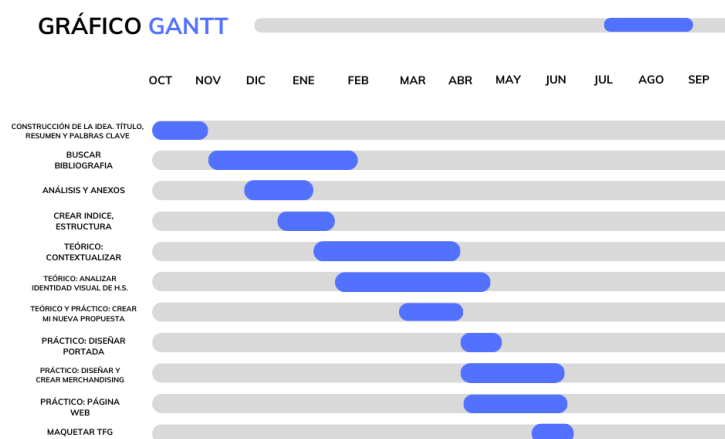 GRÁFICO GANTT
OCT NOV DIC ENE FEB MAR ABR MAY JUN JUL AGO SEP
CONSTRUCCIÓN DE LA IDEA. TÍTULO,
RESUMEN Y PALBRAS CLAVE
BUSCAR
BIBLIOGRAFIA
ANÁLISIS Y ANEXOS
CREAR INDICE,
ESTRUCTURA
TEÓRICO:
CONTEXTUALIZAR
TEÓRICO: ANALIZAR
IDENTIDAD VISUAL DE H.S.
TEÓRICO Y PRÁCTICO: CREAR
MI NUEVA PROPUESTA
PRÁCTICO: DISEÑAR
PORTADA
PRÁCTICO: DISEÑAR Y
CREAR MERCHANDISING
PRÁCTICO: PÁGINA
WEB
MAQUETAR TFG